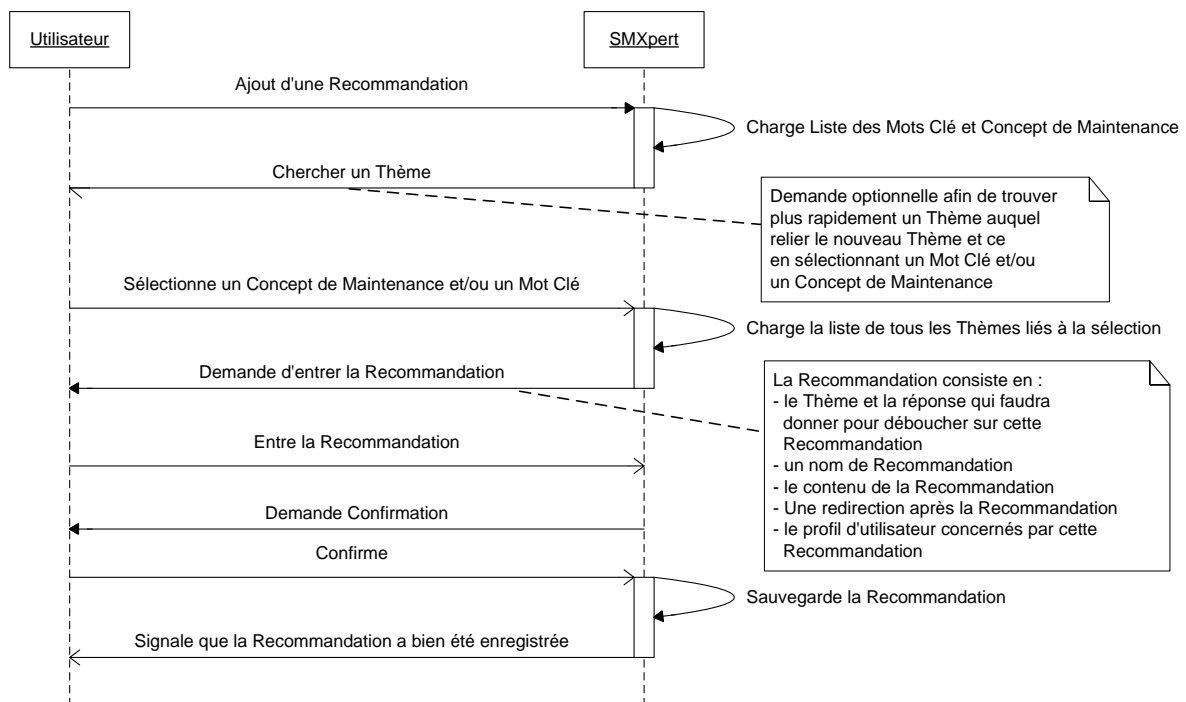 Utilisateur
SMXpert
Ajout d'une Recommandation
Charge Liste des Mots Clé et Concept de Maintenance
Chercher un Thème
Demande optionnelle afin de trouver
plus rapidement un Thème auquel
relier le nouveau Thème et ce
en sélectionnant un Mot Clé et/ou
un Concept de Maintenance
Sélectionne un Concept de Maintenance et/ou un Mot Clé
Charge la liste de tous les Thèmes liés à la sélection
Demande d'entrer la Recommandation
La Recommandation consiste en :
- le Thème et la réponse qui faudra
donner pour déboucher sur cette
Recommandation
- un nom de Recommandation
- le contenu de la Recommandation
- Une redirection après la Recommandation
- le profil d'utilisateur concernés par cette
Recommandation
Entre la Recommandation
Demande Confirmation
Confirme
Sauvegarde la Recommandation
Signale que la Recommandation a bien été enregistrée